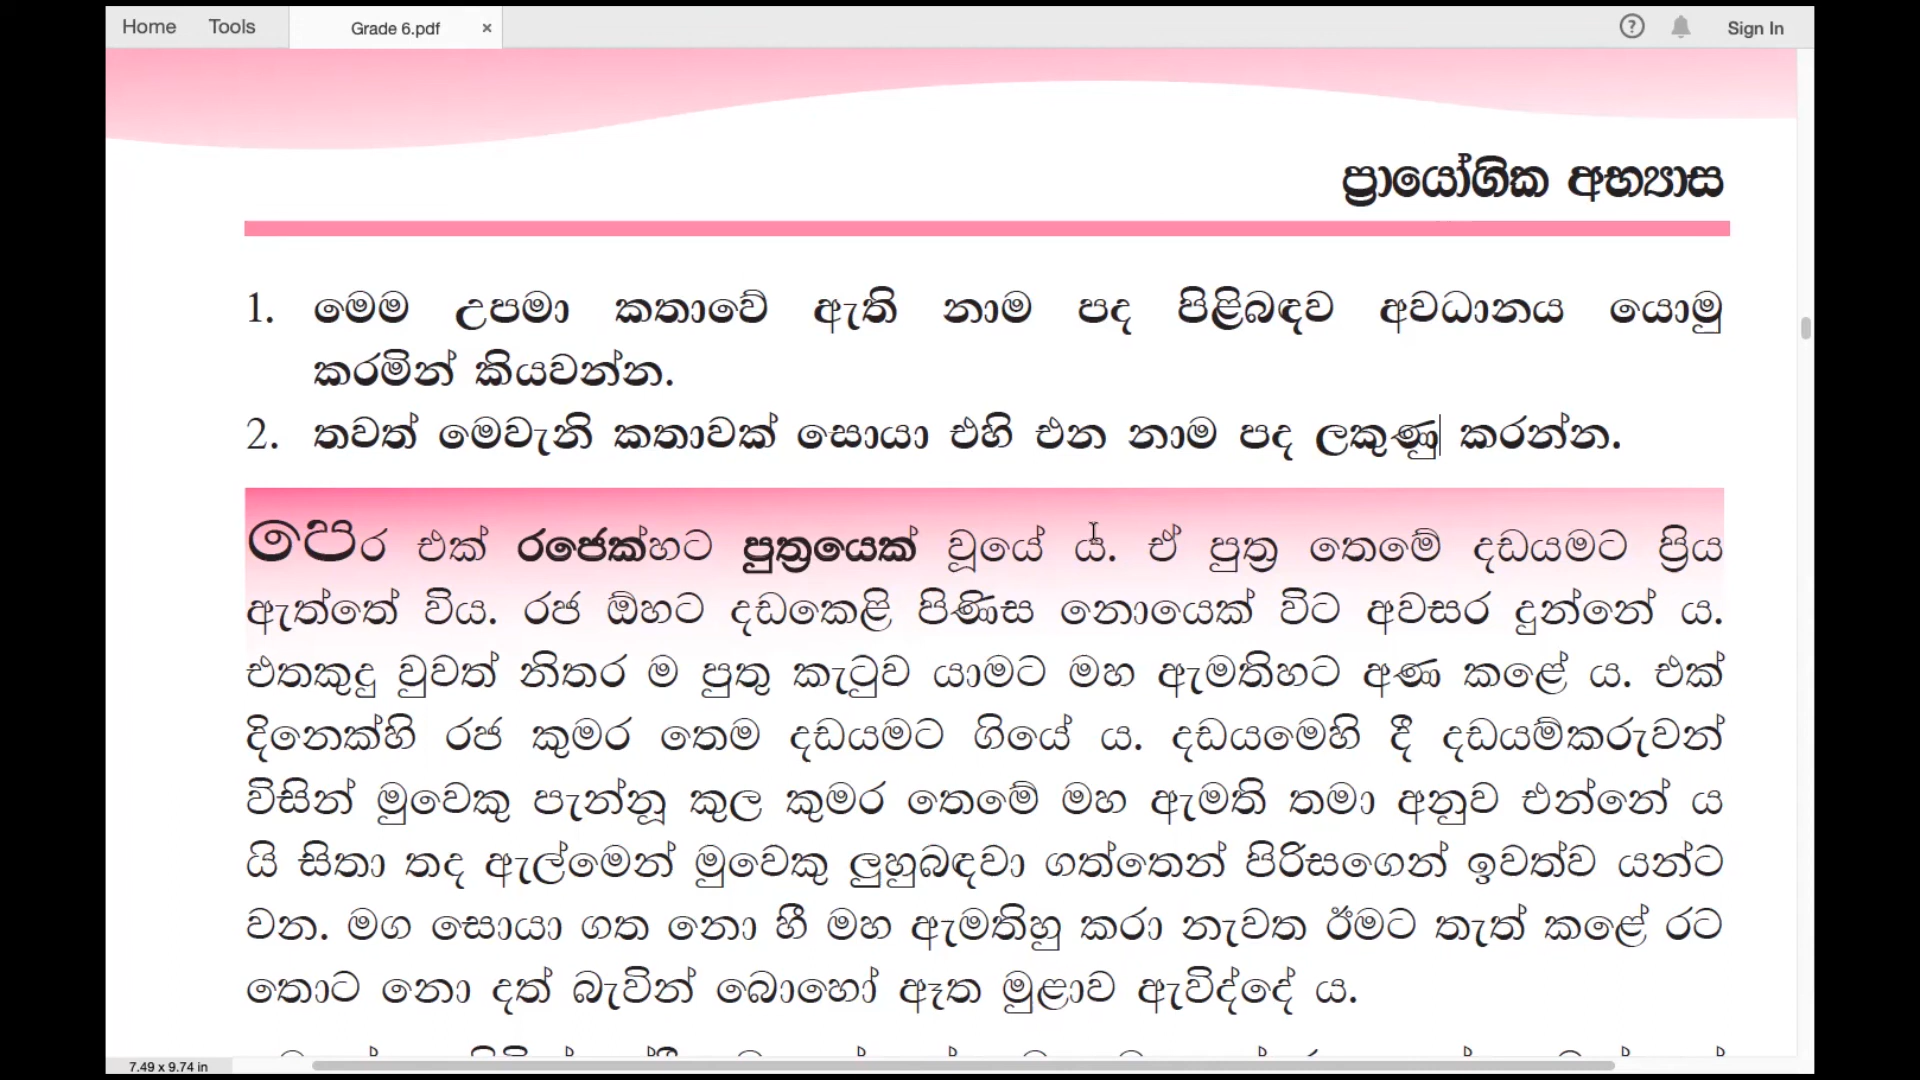 Home Tools Grade 6.pdf × ? Sign In
ප්‍රායෝගික අභ්‍යාස
1. මෙම උපමා කතාවේ ඇති නාම පද පිළිබඳව අවධානය යොමු
කරමින් කියවන්න.
2. තවත් මෙවැනි කතාවක් සොයා එහි එන නාම පද ලකුණු කරන්න.
පෙර එක් රජෙක්හට පුත්‍රයෙක් වූයේ ය. ඒ පුත්‍ර තෙමේ දඩයමට ප්‍රිය
ඇත්තේ විය. රජ ඕහට දඩකෙළි පිණිස නොයෙක් විට අවසර දුන්නේ ය.
එතකුදු වුවත් නිතර ම පුතු කැටුව යාමට මහ ඇමතිහට අණ කළේ ය. එක්
දිනෙක්හි රජ කුමර තෙම දඩයමට ගියේ ය. දඩයමෙහි දී දඩයම්කරුවන්
විසින් මුවෙකු පැන්නූ කුල කුමර තෙමේ මහ ඇමති තමා අනුව එන්නේ ය
යි සිතා තද ඇල්මෙන් මුවෙකු ලුහුබඳවා ගත්තෙන් පිරිසගෙන් ඉවත්ව යන්ට
වන. මග සොයා ගත නො හී මහ ඇමතිහු කරා නැවත ඊමට තැත් කළේ රට
තොට නො දත් බැවින් බොහෝ ඈත මුළාව ඇවිද්දේ ය.
7.49 x 9.74 in